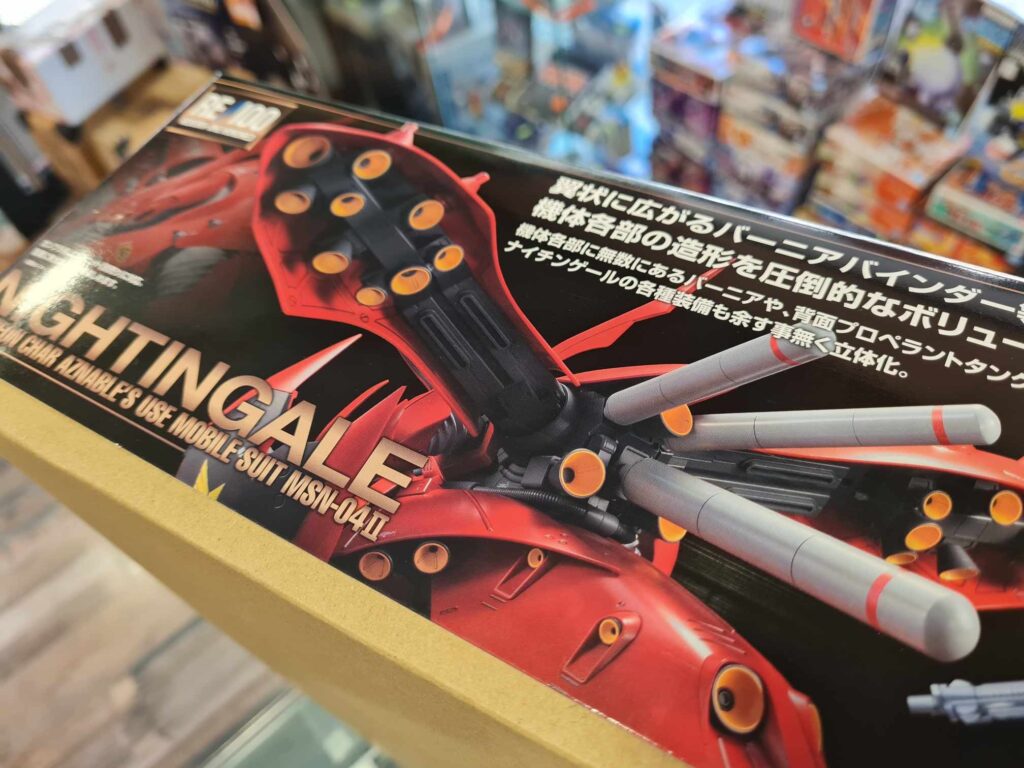 RE 100
翼状に広がるバーニアバインダー
機体各部の造形を圧倒的なボリュー
機体各部に無数にあるバーニアや、背面プロペラントタンク
ナイチンゲールの各種装備も余す事無く立体化。
NIGHTINGALE
CHAR AZNABLE'S USE MOBILE SUIT MSN-04II